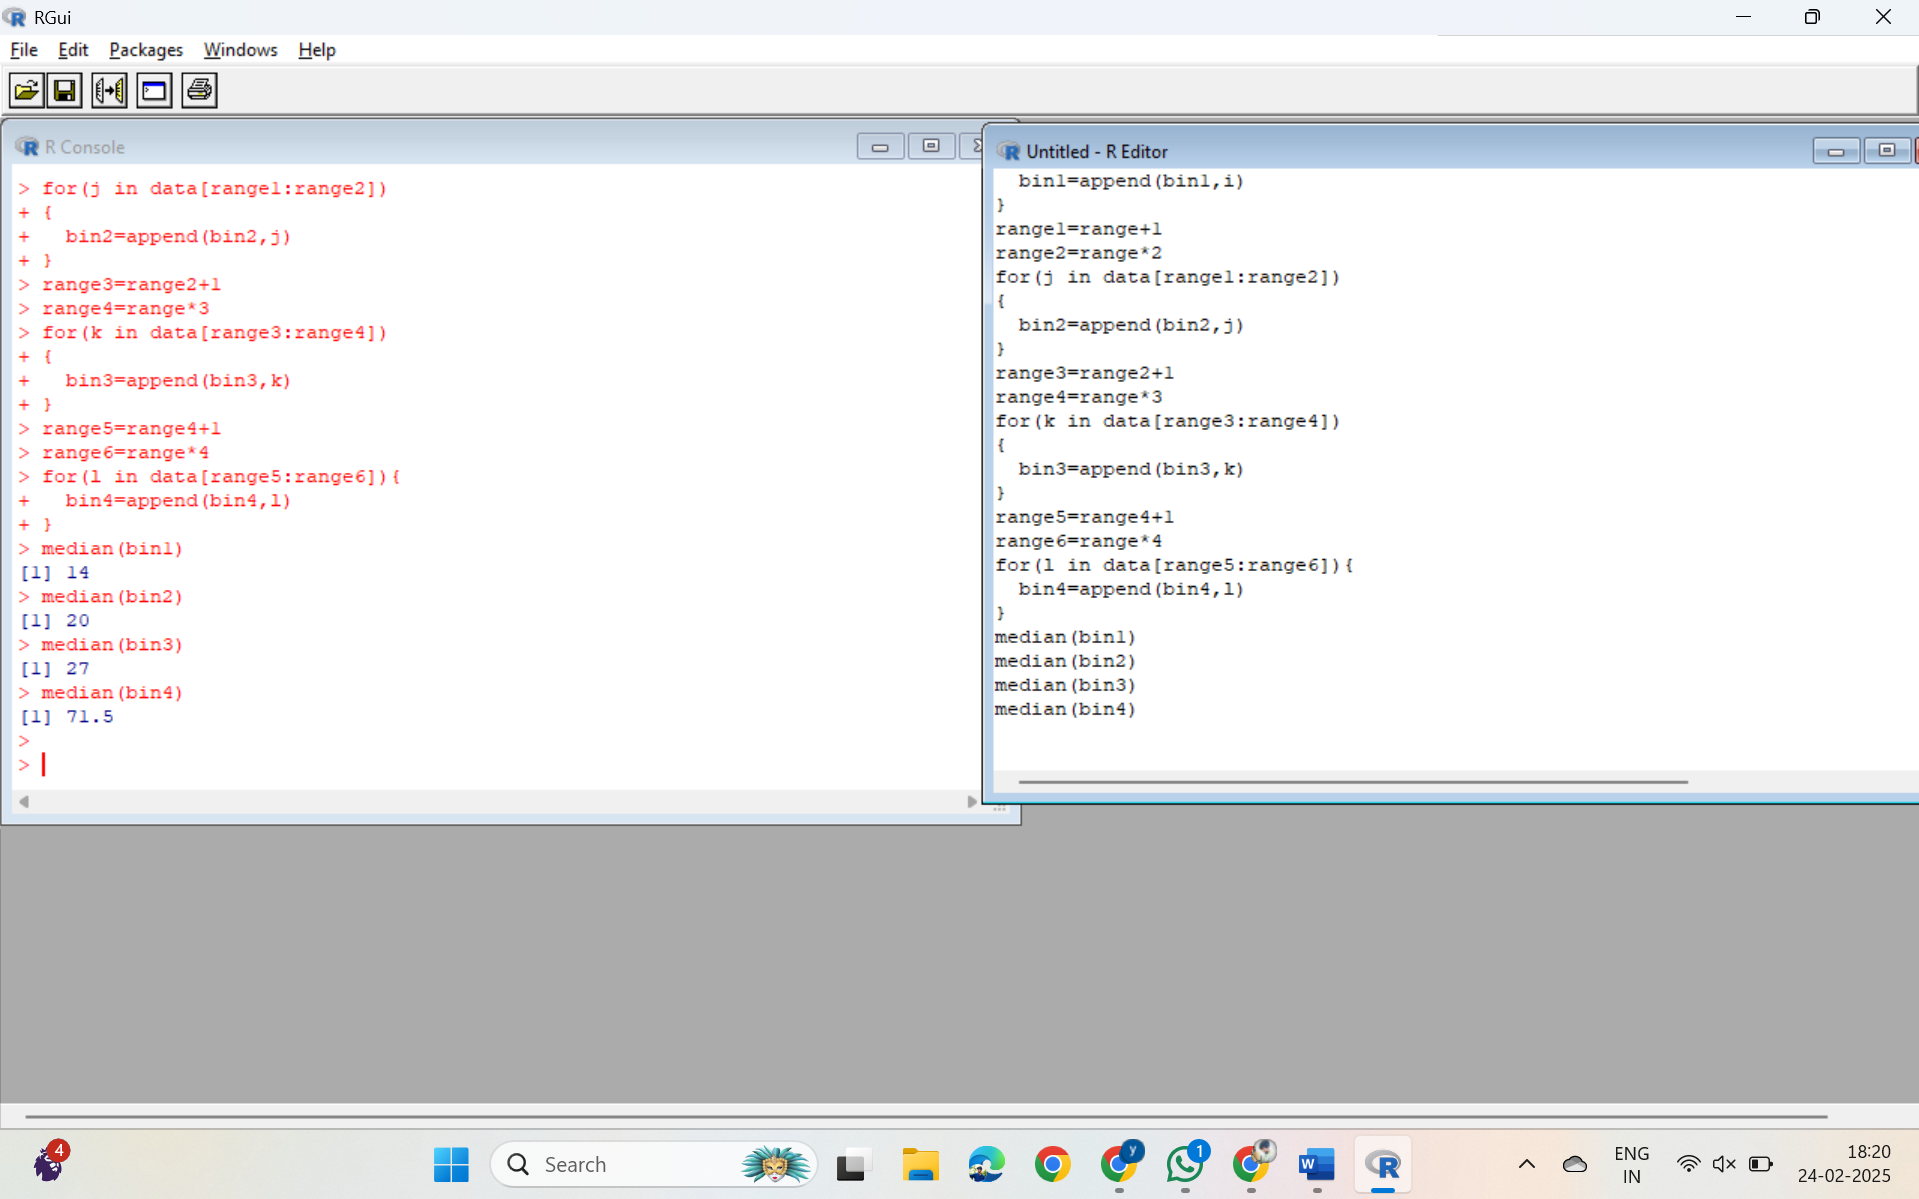 RGui
File Edit Packages Windows Help
R Console
> for(j in data[range1:range2])
+ {
+   bin2=append(bin2,j)
+ }
> range3=range2+1
> range4=range*3
> for(k in data[range3:range4])
+ {
+   bin3=append(bin3,k)
+ }
> range5=range4+1
> range6=range*4
> for(l in data[range5:range6]){
+   bin4=append(bin4,l)
+ }
> median(bin1)
[1] 14
> median(bin2)
[1] 20
> median(bin3)
[1] 27
> median(bin4)
[1] 71.5
>
>
Untitled - R Editor
  bin1=append(bin1,i)
}
range1=range+1
range2=range*2
for(j in data[range1:range2])
{
  bin2=append(bin2,j)
}
range3=range2+1
range4=range*3
for(k in data[range3:range4])
{
  bin3=append(bin3,k)
}
range5=range4+1
range6=range*4
for(l in data[range5:range6]){
  bin4=append(bin4,l)
}
median(bin1)
median(bin2)
median(bin3)
median(bin4)
4
Search
y
1
W
R
ENG
IN
18:20
24-02-2025